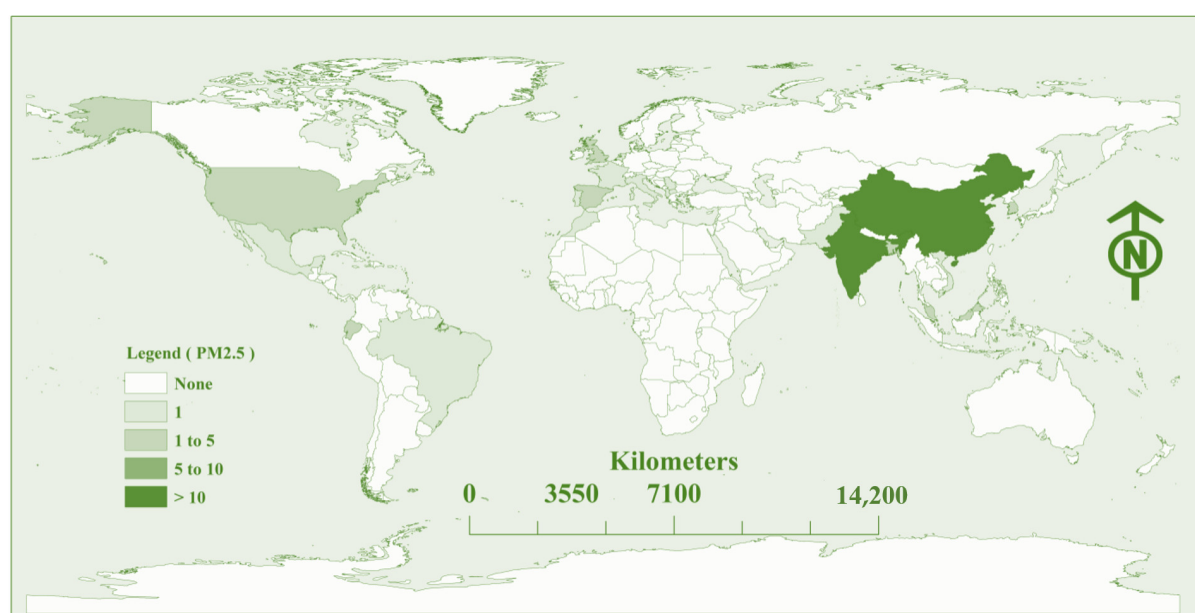 N
Legend ( PM2.5 )
None
1
1 to 5
5 to 10
> 10
Kilometers
0 3550 7100 14,200